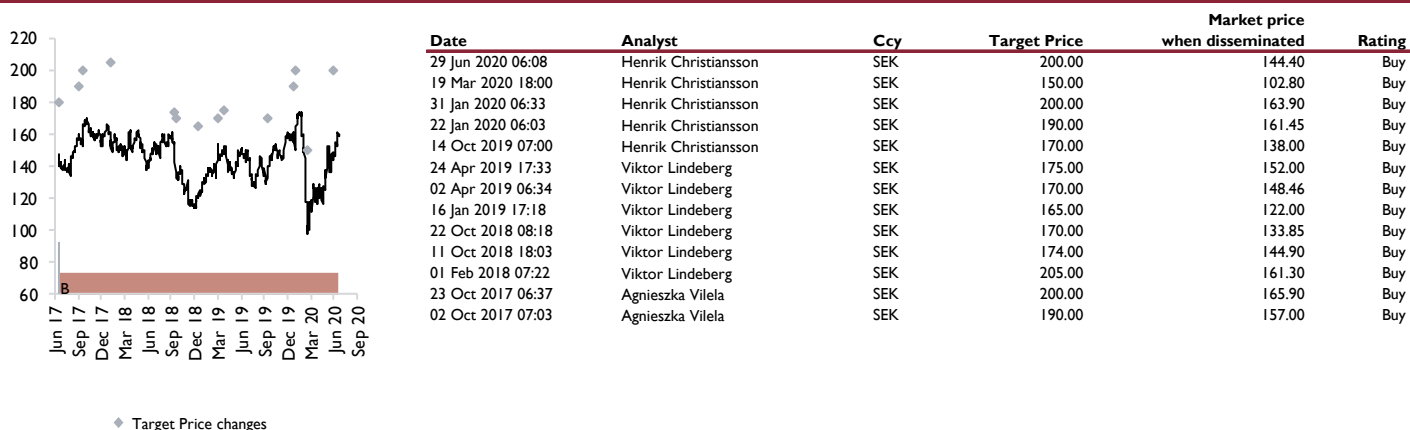 220
200
180
160
140
120
100
80
60
B
Jun 17
Sep 17
Dec 17
Mar 18
Jun 18
Sep 18
Dec 18
Mar 19
Jun 19
Sep 19
Dec 19
Mar 20
Jun 20
Sep 20
Target Price changes
Market price
Date Analyst Ccy Target Price when disseminated Rating
29 Jun 2020 06:08 Henrik Christiansson SEK 200.00 144.40 Buy
19 Mar 2020 18:00 Henrik Christiansson SEK 150.00 102.80 Buy
31 Jan 2020 06:33 Henrik Christiansson SEK 200.00 163.90 Buy
22 Jan 2020 06:03 Henrik Christiansson SEK 190.00 161.45 Buy
14 Oct 2019 07:00 Henrik Christiansson SEK 170.00 138.00 Buy
24 Apr 2019 17:33 Viktor Lindeberg SEK 175.00 152.00 Buy
02 Apr 2019 06:34 Viktor Lindeberg SEK 170.00 148.46 Buy
16 Jan 2019 17:18 Viktor Lindeberg SEK 165.00 122.00 Buy
22 Oct 2018 08:18 Viktor Lindeberg SEK 170.00 133.85 Buy
11 Oct 2018 18:03 Viktor Lindeberg SEK 174.00 144.90 Buy
01 Feb 2018 07:22 Viktor Lindeberg SEK 205.00 161.30 Buy
23 Oct 2017 06:37 Agnieszka Vilela SEK 200.00 165.90 Buy
02 Oct 2017 07:03 Agnieszka Vilela SEK 190.00 157.00 Buy